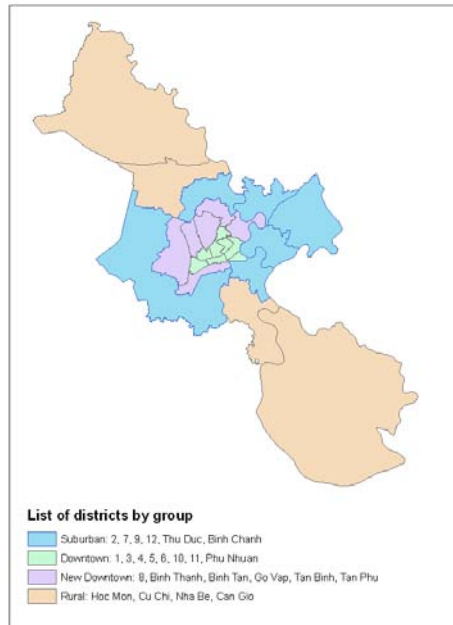 List of districts by group
Suburban: 2, 7, 9, 12, Thu Duc, Binh Chanh
Downtown: 1, 3, 4, 5, 6, 10, 11, Phu Nhuan
New Downtown: 8, Binh Thanh, Binh Tan, Go Vap, Tan Binh, Tan Phu
Rural: Hoc Mon, Cu Chi, Nha Be, Can Gio